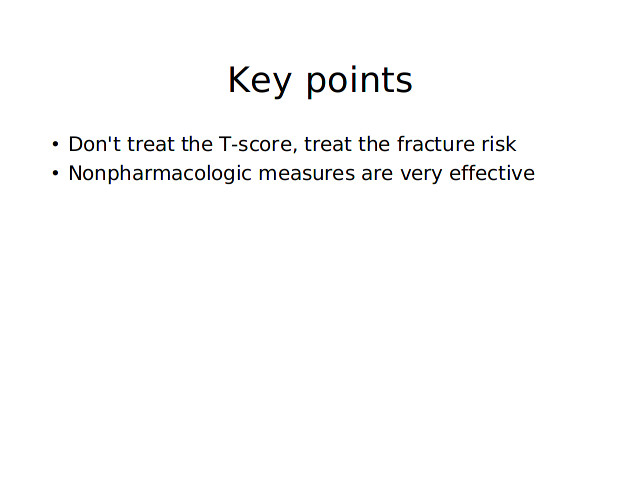 Key points
• Don't treat the T-score, treat the fracture risk
• Nonpharmacologic measures are very effective